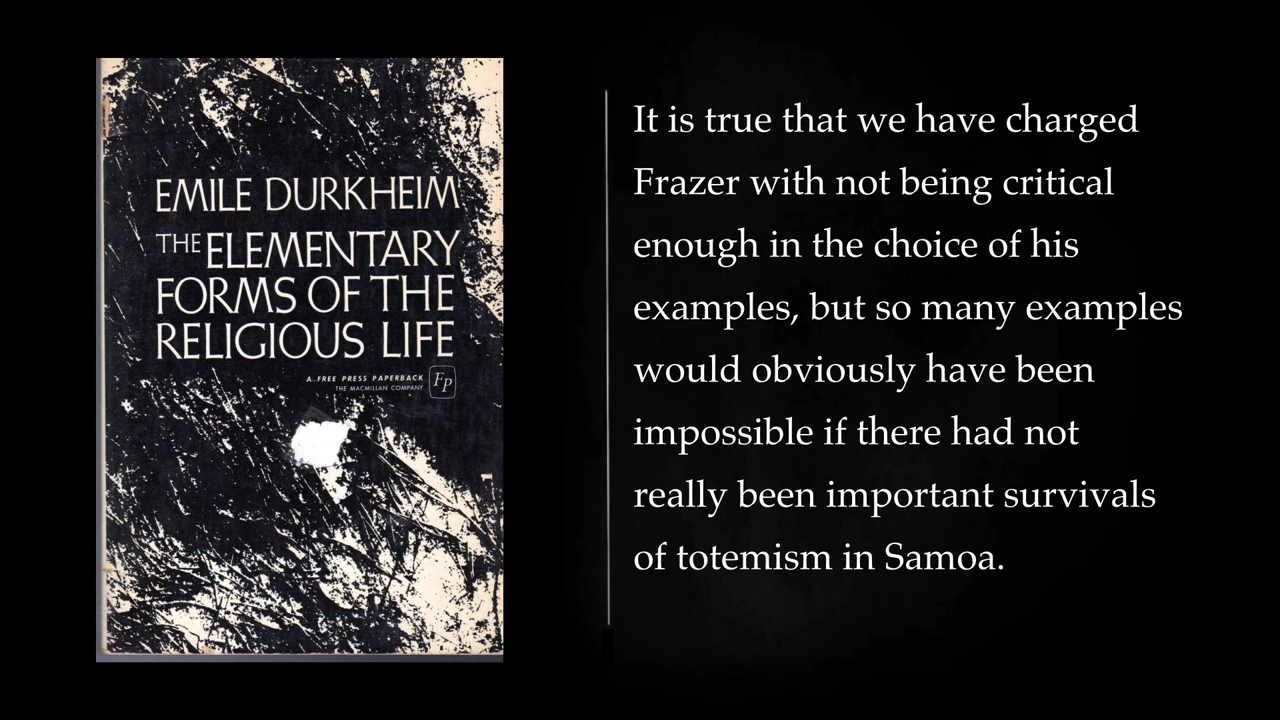 EMILE DURKHEIM
THE ELEMENTARY
FORMS OF THE
RELIGIOUS LIFE
A FREE PRESS PAPERBACK
THE MACMILLAN COMPANY
FP
It is true that we have charged
Frazer with not being critical
enough in the choice of his
examples, but so many examples
would obviously have been
impossible if there had not
really been important survivals
of totemism in Samoa.